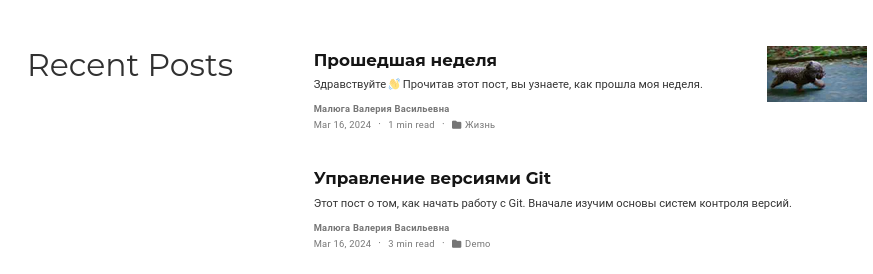 Recent Posts
Прошедшая неделя
Здравствуйте 👋 Прочитав этот пост, вы узнаете, как прошла моя неделя.
Малюга Валерия Васильевна
Mar 16, 2024 · 1 min read · Жизнь
Управление версиями Git
Этот пост о том, как начать работу с Git. Вначале изучим основы систем контроля версий.
Малюга Валерия Васильевна
Mar 16, 2024 · 3 min read · Demo